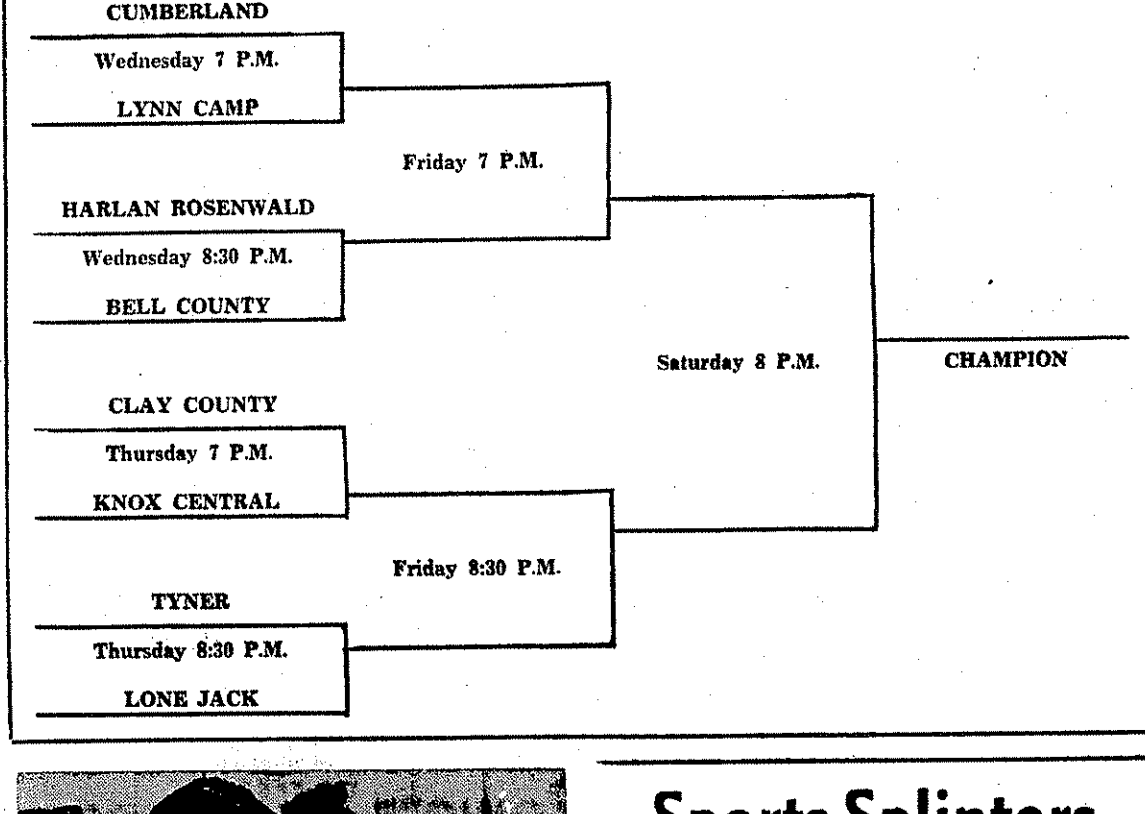 CUMBERLAND
Wednesday 7 P.M.
LYNN CAMP
Friday 7 P.M.
HARLAN ROSENWALD
Wednesday 8:30 P.M.
BELL COUNTY
Saturday 8 P.M.
CHAMPION
CLAY COUNTY
Thursday 7 P.M.
KNOX CENTRAL
Friday 8:30 P.M.
TYNER
Thursday 8:30 P.M.
LONE JACK
Sports Splinters